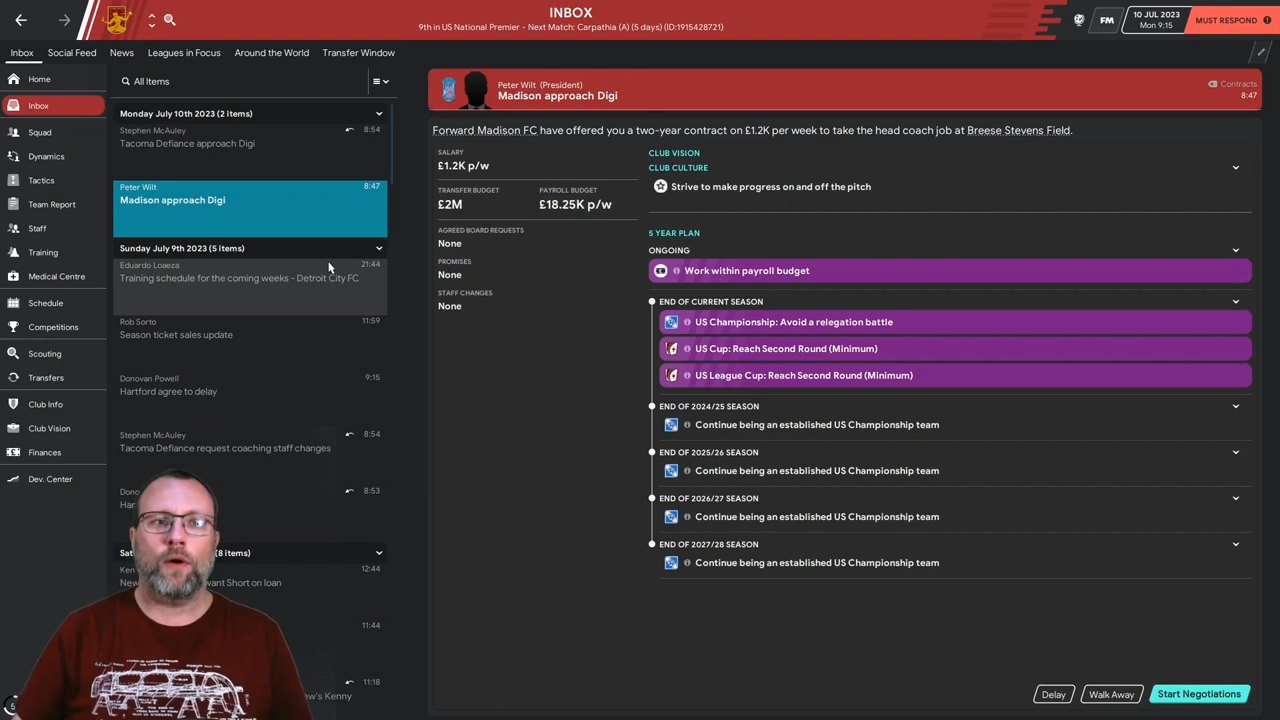 INBOX
9th in US National Premier - Next Match: Carpathia (A) (5 days) (ID:1915428721)
FM
10 JUL 2023
Mon 9:15
MUST RESPOND
Inbox
Social Feed
News
Leagues in Focus
Around the World
Transfer Window
Home
Inbox
Squad
Dynamics
Tactics
Team Report
Staff
Training
Medical Centre
Schedule
Competitions
Scouting
Transfers
Club Info
Club Vision
Finances
Dev. Center
All Items
Monday July 10th 2023 (2 items)
Stephen McAuley 8:54
Tacoma Defiance approach Digi
Peter Wilt 8:47
Madison approach Digi
Sunday July 9th 2023 (5 items)
Eduardo Loaeza 21:44
Training schedule for the coming weeks - Detroit City FC
Rob Sorto 11:59
Season ticket sales update
Donovan Powell 9:15
Hartford agree to delay
Stephen McAuley 8:54
Tacoma Defiance request coaching staff changes
Dono 8:53
Har
Sat (8 items)
Ken 12:44
New want Short on loan
11:44
11:18
w's Kenny
Peter Wilt (President)
Madison approach Digi
Contracts
8:47
Forward Madison FC have offered you a two-year contract on £1.2K per week to take the head coach job at Breese Stevens Field.
SALARY
£1.2K p/w
TRANSFER BUDGET
£2M
PAYROLL BUDGET
£18.25K p/w
AGREED BOARD REQUESTS
None
PROMISES
None
STAFF CHANGES
None
CLUB VISION
CLUB CULTURE
Strive to make progress on and off the pitch
5 YEAR PLAN
ONGOING
Work within payroll budget
END OF CURRENT SEASON
US Championship: Avoid a relegation battle
US Cup: Reach Second Round (Minimum)
US League Cup: Reach Second Round (Minimum)
END OF 2024/25 SEASON
Continue being an established US Championship team
END OF 2025/26 SEASON
Continue being an established US Championship team
END OF 2026/27 SEASON
Continue being an established US Championship team
END OF 2027/28 SEASON
Continue being an established US Championship team
Delay
Walk Away
Start Negotiations